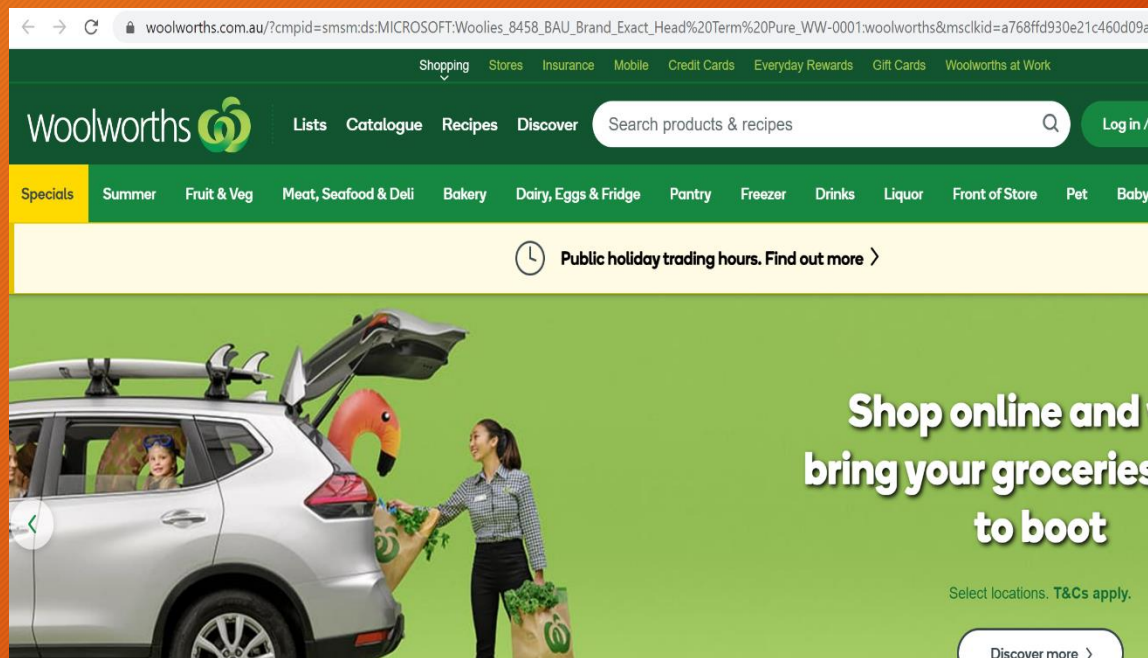 woolworths.com.au/?cmpid=smsm:ds:MICROSOFT:Woolies_8458_BAU_Brand_Exact_Head%20Term%20Pure_WW-0001:woolworths&msclkid=a768ffd930e21c460d09a
Shopping Stores Insurance Mobile Credit Cards Everyday Rewards Gift Cards Woolworths at Work
Woolworths Lists Catalogue Recipes Discover Search products & recipes Log in /
Specials Summer Fruit & Veg Meat, Seafood & Deli Bakery Dairy, Eggs & Fridge Pantry Freezer Drinks Liquor Front of Store Pet Baby
Public holiday trading hours. Find out more >
Shop online and
bring your groceries
to boot
Select locations. T&Cs apply.
Discover more >